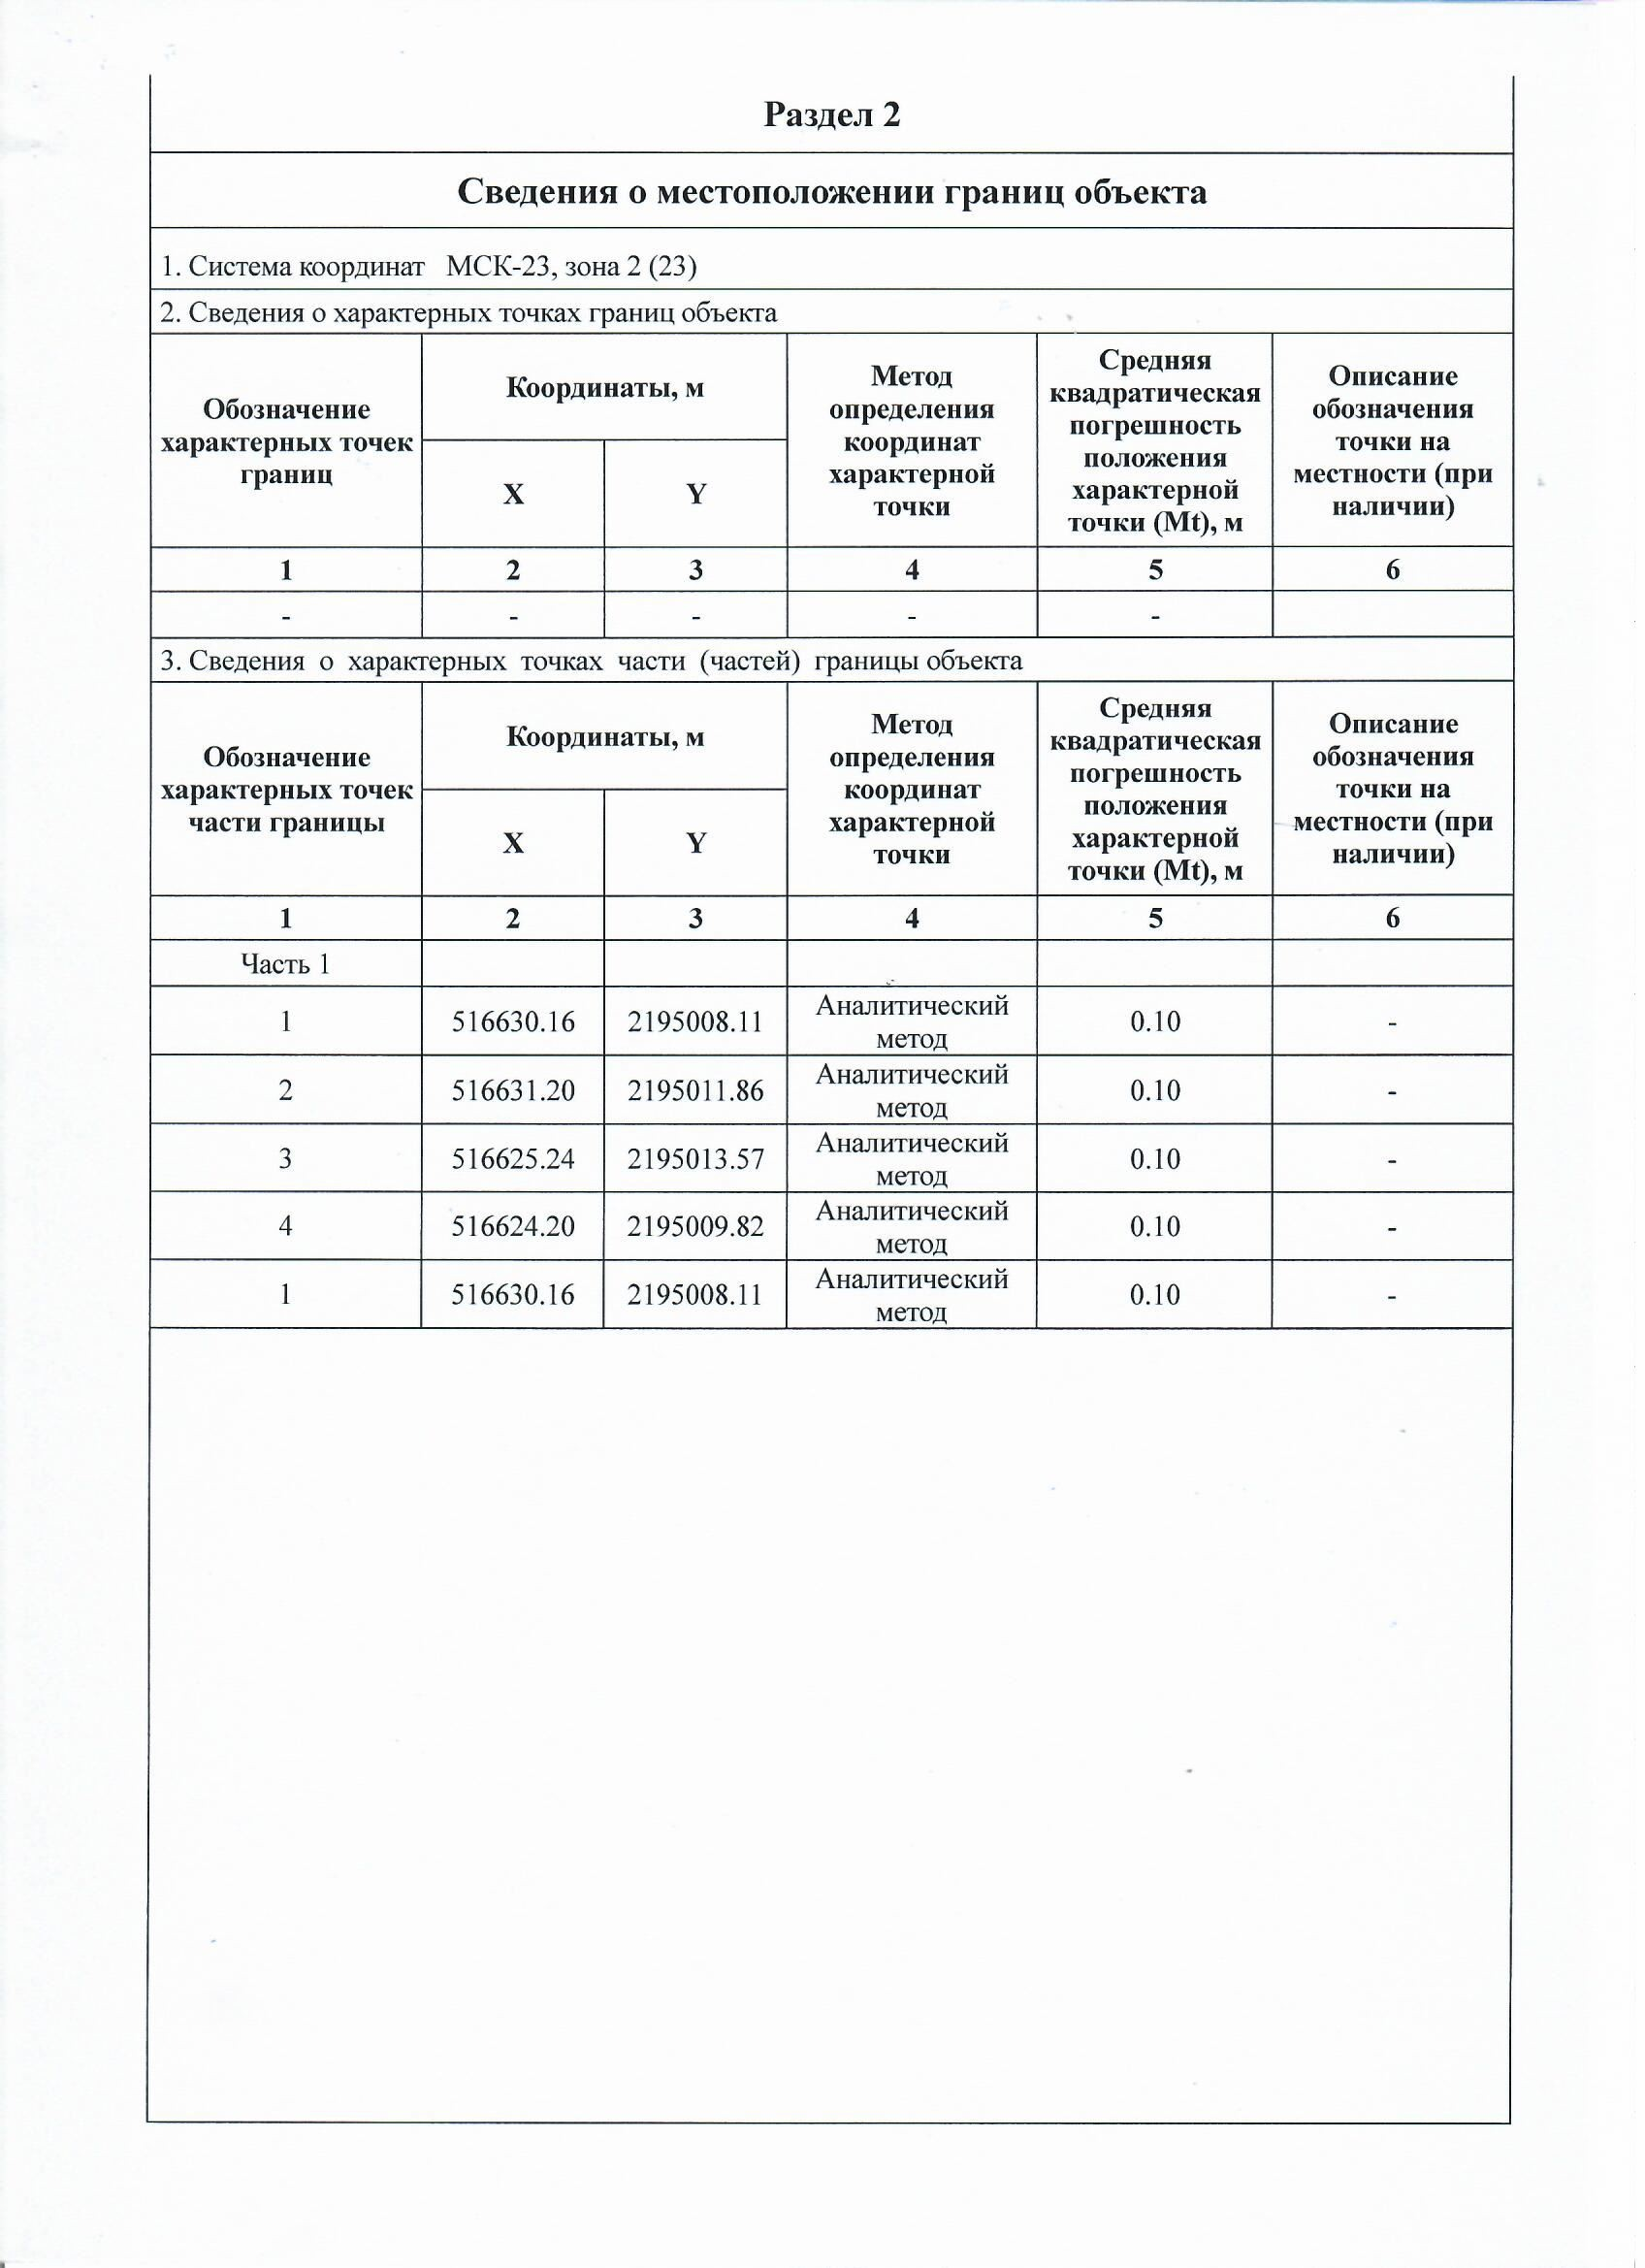 Раздел 2
Сведения о местоположении границ объекта
1. Система координат МСК-23, зона 2 (23)
2. Сведения о характерных точках границ объекта
Обозначение
характерных точек
границ
Координаты, м
X
Y
Метод
определения
координат
характерной
точки
Средняя
квадратическая
погрешность
положения
характерной
точки (Mt), м
Описание
обозначения
точки на
местности (при
наличии)
1 2 3 4 5 6
- - - - -
3. Сведения о характерных точках части (частей) границы объекта
Обозначение
характерных точек
части границы
Координаты, м
X
Y
Метод
определения
координат
характерной
точки
Средняя
квадратическая
погрешность
положения
характерной
точки (Mt), м
Описание
обозначения
точки на
местности (при
наличии)
1 2 3 4 5 6
Часть 1
1 516630.16 2195008.11 Аналитический
метод 0.10 -
2 516631.20 2195011.86 Аналитический
метод 0.10 -
3 516625.24 2195013.57 Аналитический
метод 0.10 -
4 516624.20 2195009.82 Аналитический
метод 0.10 -
1 516630.16 2195008.11 Аналитический
метод 0.10 -